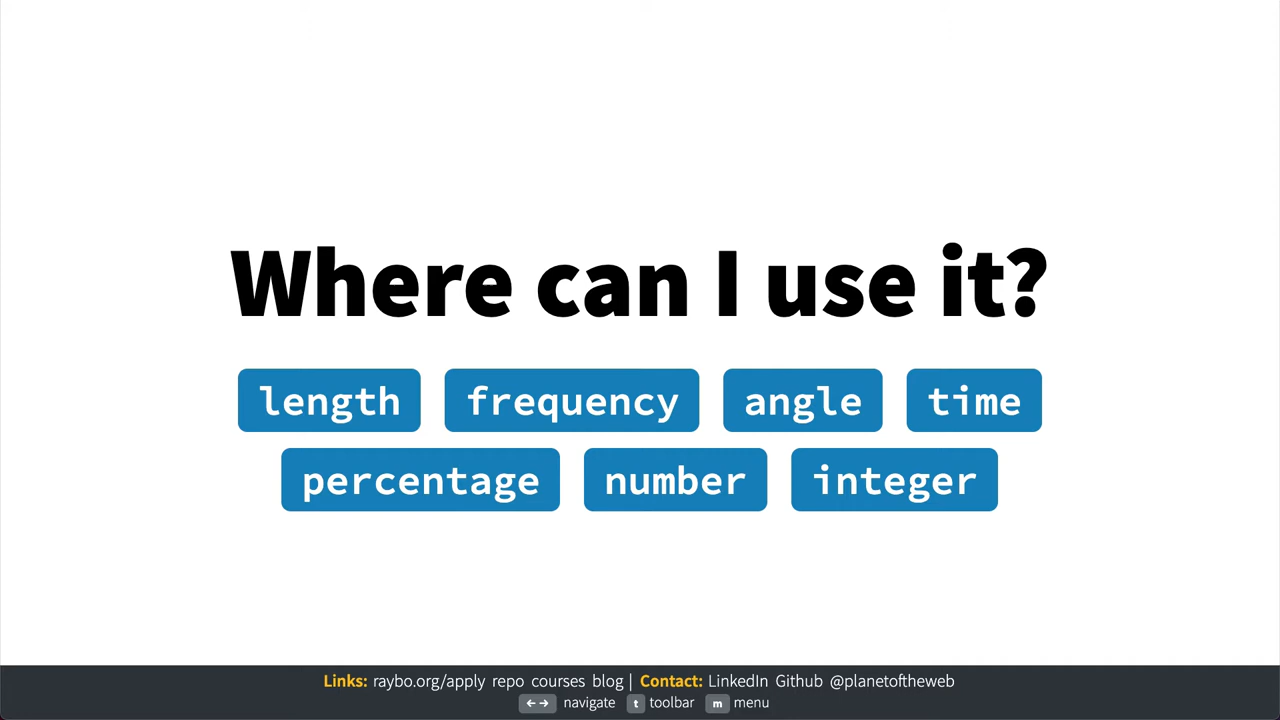 Where can I use it?
length frequency angle time
percentage number integer
Links: raybo.org/apply repo courses blog | Contact: LinkedIn Github @planetoftheweb
←→ navigate t toolbar m menu